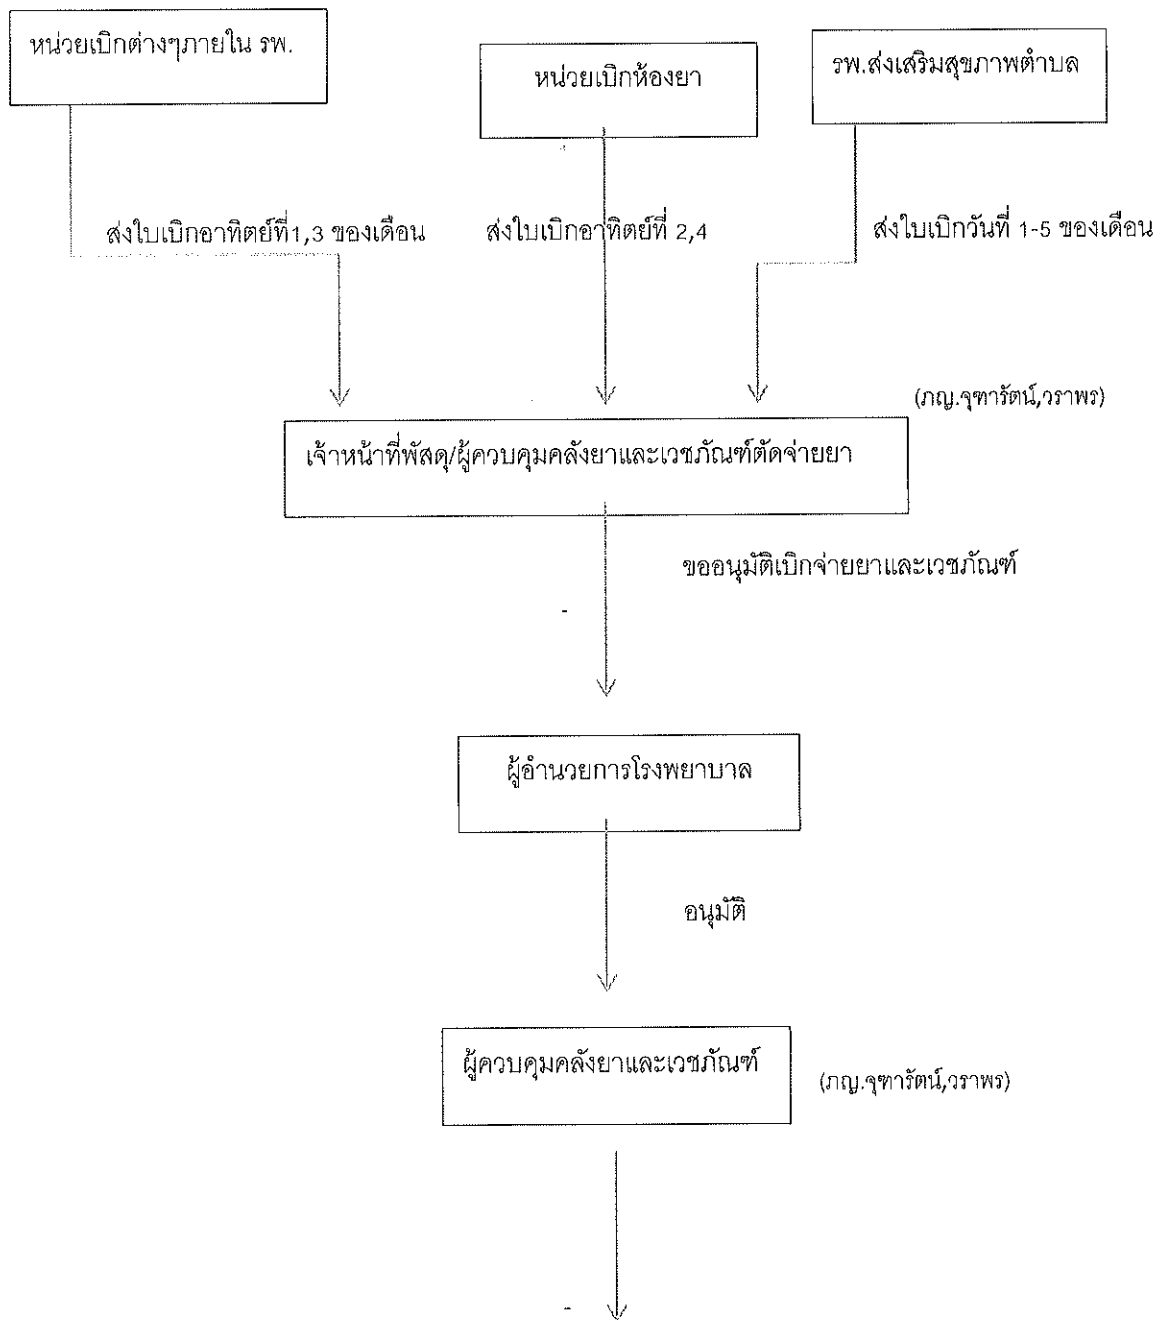 หน่วยเบิกต่างๆภายใน รพ.
หน่วยเบิกห้องยา
รพ.ส่งเสริมสุขภาพตำบล
ส่งใบเบิกอาทิตย์ที่1,3 ของเดือน
ส่งใบเบิกอาทิตย์ที่ 2,4
ส่งใบเบิกวันที่ 1-5 ของเดือน
(ภญ.จุฑารัตน์,วราพร)
เจ้าหน้าที่พัสดุ/ผู้ควบคุมคลังยาและเวชภัณฑ์ตัดจ่ายยา
ขออนุมัติเบิกจ่ายยาและเวชภัณฑ์
ผู้อำนวยการโรงพยาบาล
อนุมัติ
ผู้ควบคุมคลังยาและเวชภัณฑ์
(ภญ.จุฑารัตน์,วราพร)